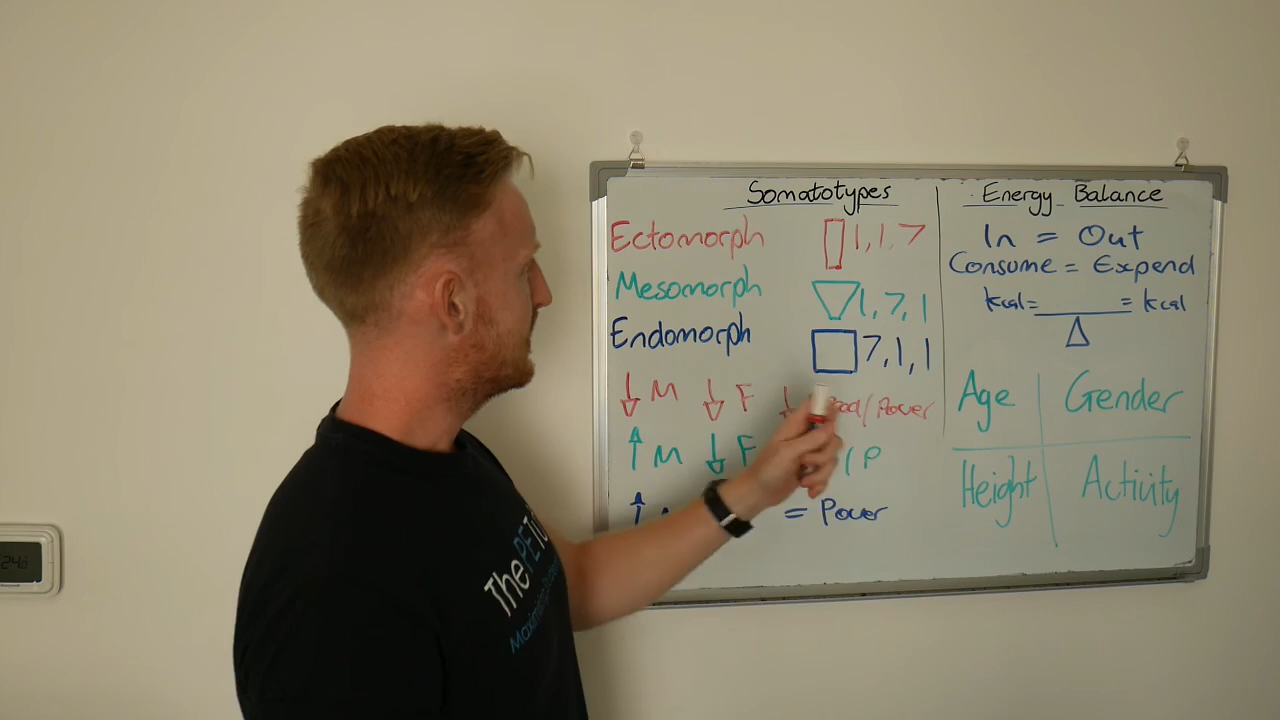 Somatotypes
Ectomorph 1,1,7
Mesomorph 1,7,1
Endomorph 7,1,1
↓ M ↓ F ↓ /Power
↑ M ↓ F / P
↑ = Power
Energy Balance
In = Out
Consume = Expend
kcal= = kcal
Δ
Age Gender
Height Activity
The PE
24.